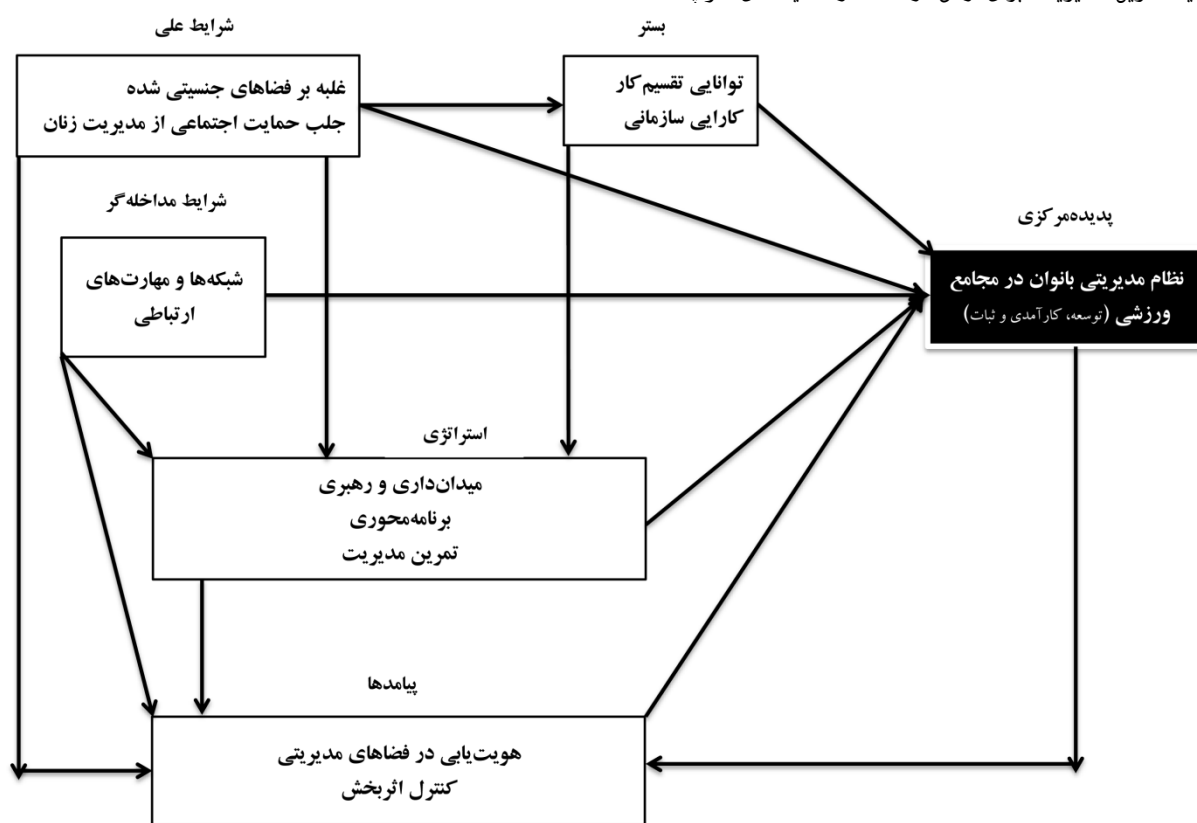 شرایط علی
غلبه بر فضاهای جنسیتی شده
جلب حمایت اجتماعی از مدیریت زنان
بستر
توانایی تقسیم‌کار
کارایی سازمانی
شرایط مداخله‌گر
شبکه‌ها و مهارت‌های
ارتباطی
پدیده‌مرکزی
نظام مدیریتی بانوان در مجامع
ورزشی (توسعه، کارآمدی و ثبات)
استراتژی
میدان‌داری و رهبری
برنامه‌محوری
تمرین مدیریت
پیامدها
هویت‌یابی در فضاهای مدیریتی
کنترل اثربخش